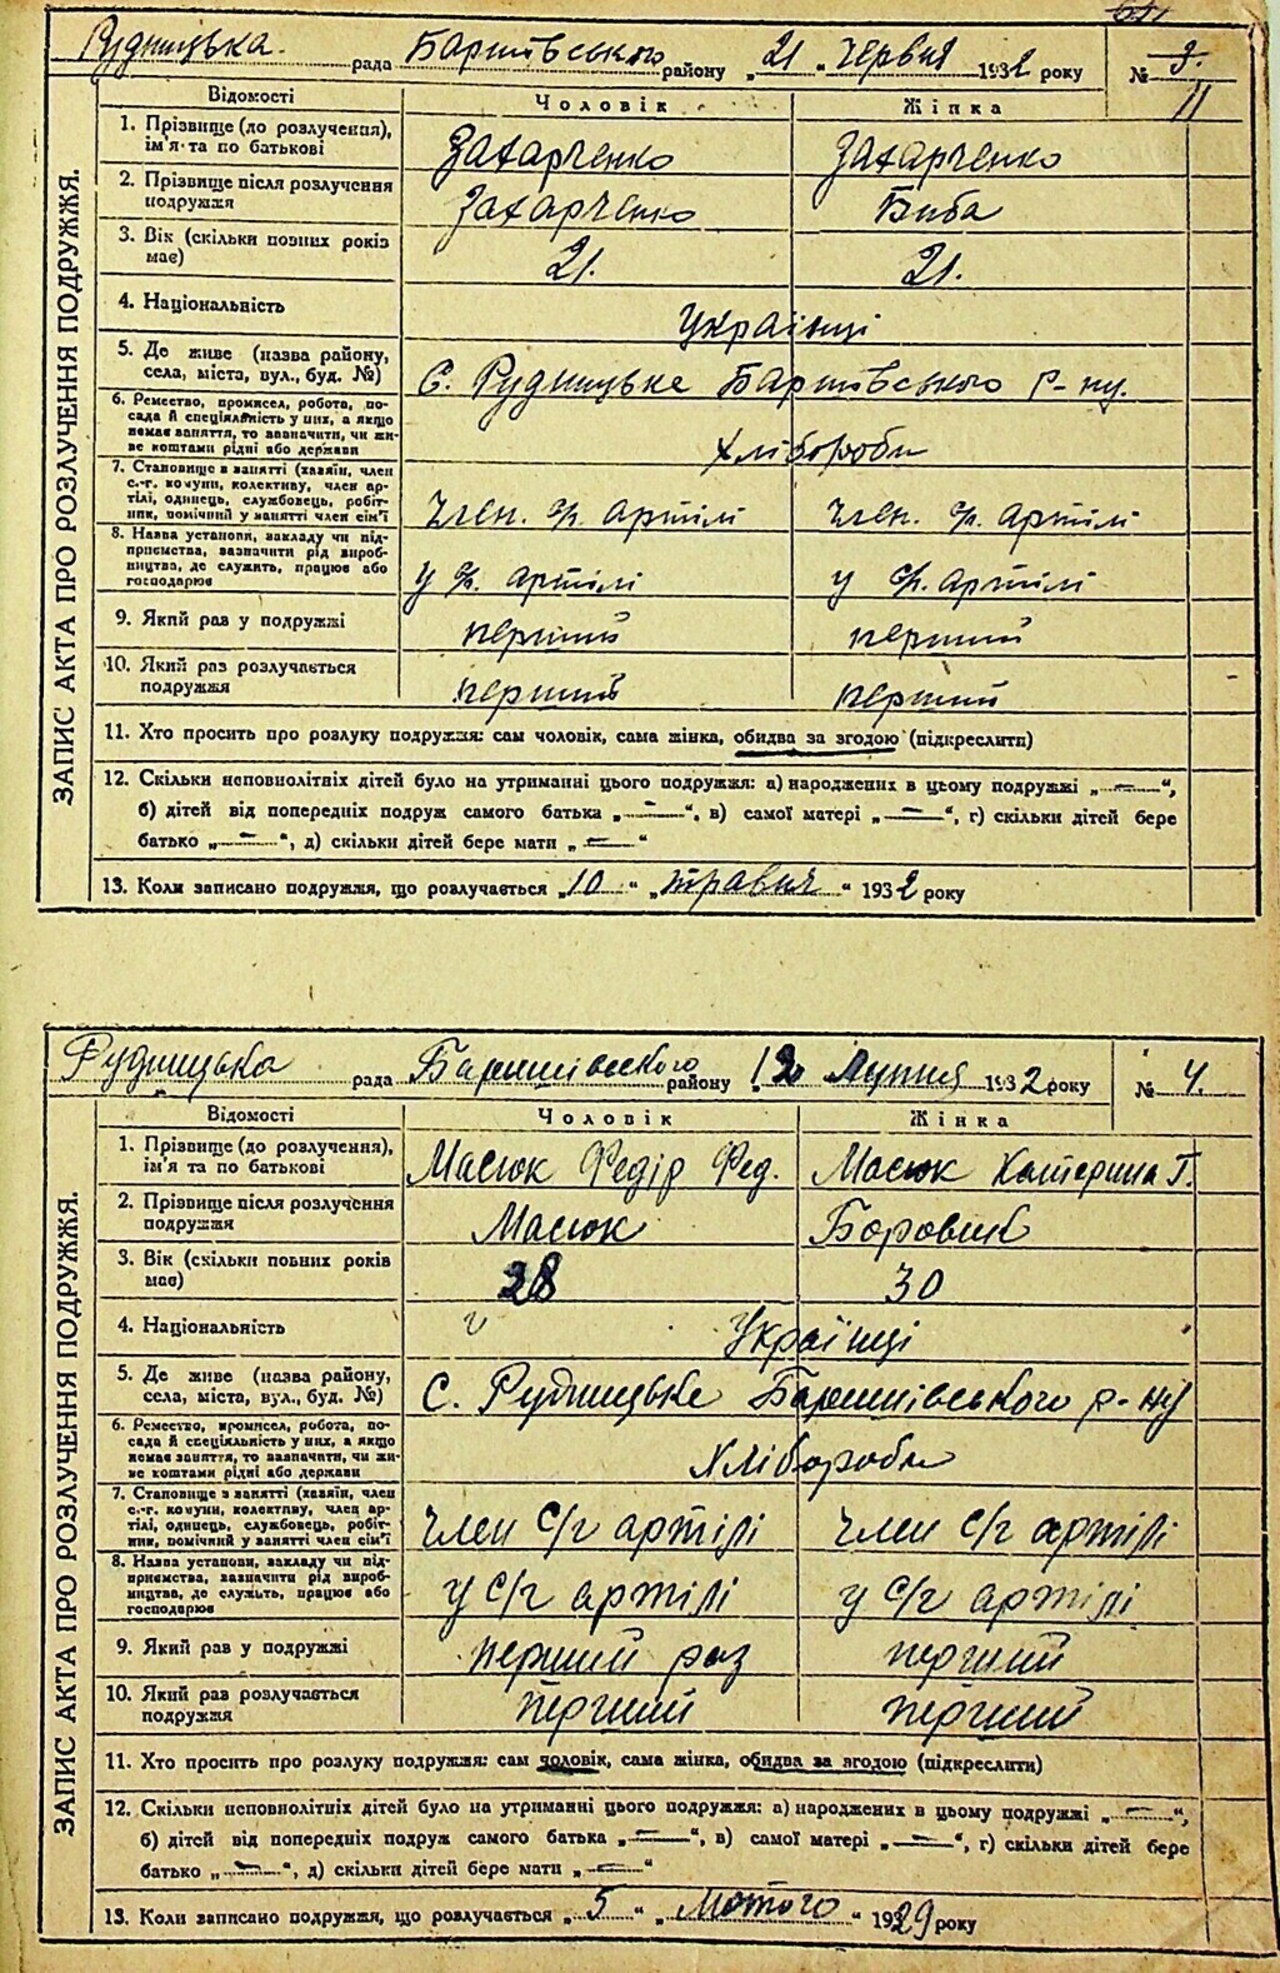 Рудницька рада Баришівського району „21" червня 1932 року № 3.
11
ЗАПИС АКТА ПРО РОЗЛУЧЕННЯ ПОДРУЖЖЯ.
Відомості Чоловік Жінка
1. Прізвище (до розлучення), ім'я та по батькові Захарченко Захарченко
2. Прізвище після розлучення подружжя Захарченко Биба
3. Вік (скільки повних років має) 21. 21.
4. Національність Українці
5. Де живе (назва району, села, міста, вул., буд. №) С. Рудницьке Баришівського р-ну.
6. Ремество, промисел, робота, посада й спеціяльність у них, а якщо немає заняття, то зазначити, чи живе коштами рідні або держави хлібороби
7. Становище в занятті (хазяїн, член с.-г. комуни, колективу, член артілі, одинець, службовець, робітник, помічний у занятті член сім'ї Член. с/г. артілі Член. с/г. артілі
8. Назва установи, закладу чи підприємства, зазначити рід виробництва, де служить, працює або господарює у с/г. артілі у с/г. артілі
9. Який раз у подружжі перший перший
10. Який раз розлучається подружжя перший перший
11. Хто просить про розлуку подружжя: сам чоловік, сама жінка, обидва за згодою (підкреслити)
12. Скільки неповнолітніх дітей було на утриманні цього подружжя: а) народжених в цьому подружжі „—",
б) дітей від попередніх подруж самого батька „—", в) самої матері „—", г) скільки дітей бере
батько „—", д) скільки дітей бере мати „—"
13. Коли записано подружжя, що розлучається „10" „травня" 1932 року
Рудницька рада Баришівського району 12 Лютня 1932 року № 4.
ЗАПИС АКТА ПРО РОЗЛУЧЕННЯ ПОДРУЖЖЯ.
Відомості Чоловік Жінка
1. Прізвище (до розлучення), ім'я та по батькові Масюк Федір Фед. Масюк Катерина Г.
2. Прізвище після розлучення подружжя Масюк Боровик
3. Вік (скільки повних років має) 28 30
4. Національність Українці
5. Де живе (назва району, села, міста, вул., буд. №) С. Рудницьке Баришівського р-ну
6. Ремество, промисел, робота, посада й спеціяльність у них, а якщо немає заняття, то зазначити, чи живе коштами рідні або держави Хлібороби
7. Становище в занятті (хазяїн, член с.-г. комуни, колективу, член артілі, одинець, службовець, робітник, помічний у занятті член сім'ї Член с/г артілі Член с/г артілі
8. Назва установи, закладу чи підприємства, зазначити рід виробництва, де служить, працює або господарює у с/г артілі у с/г артілі
9. Який раз у подружжі перший раз перший
10. Який раз розлучається подружжя перший перший
11. Хто просить про розлуку подружжя: сам чоловік, сама жінка, обидва за згодою (підкреслити)
12. Скільки неповнолітніх дітей було на утриманні цього подружжя: а) народжених в цьому подружжі „—",
б) дітей від попередніх подруж самого батька „—", в) самої матері „—", г) скільки дітей бере
батько „—", д) скільки дітей бере мати „—"
13. Коли записано подружжя, що розлучається „5" „Лютого" 1929 року